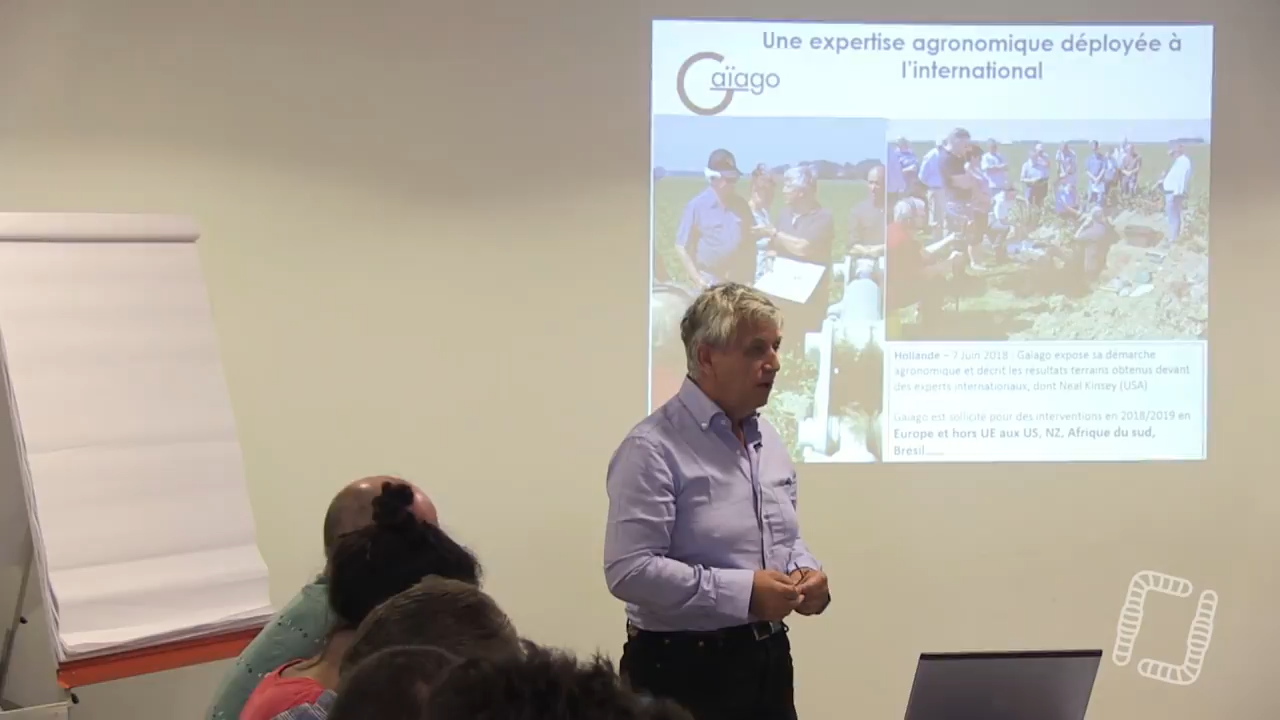 Une expertise agronomique déployée à
l'international
Gaïago
Hollande – 7 Juin 2018 : Gaïago expose sa démarche
agronomique et décrit les résultats terrains obtenus devant
des experts internationaux, dont Neal Kinsey (USA)
Gaïago est sollicité pour des interventions en 2018/2019 en
Europe et hors UE aux US, NZ, Afrique du sud,
Brésil......